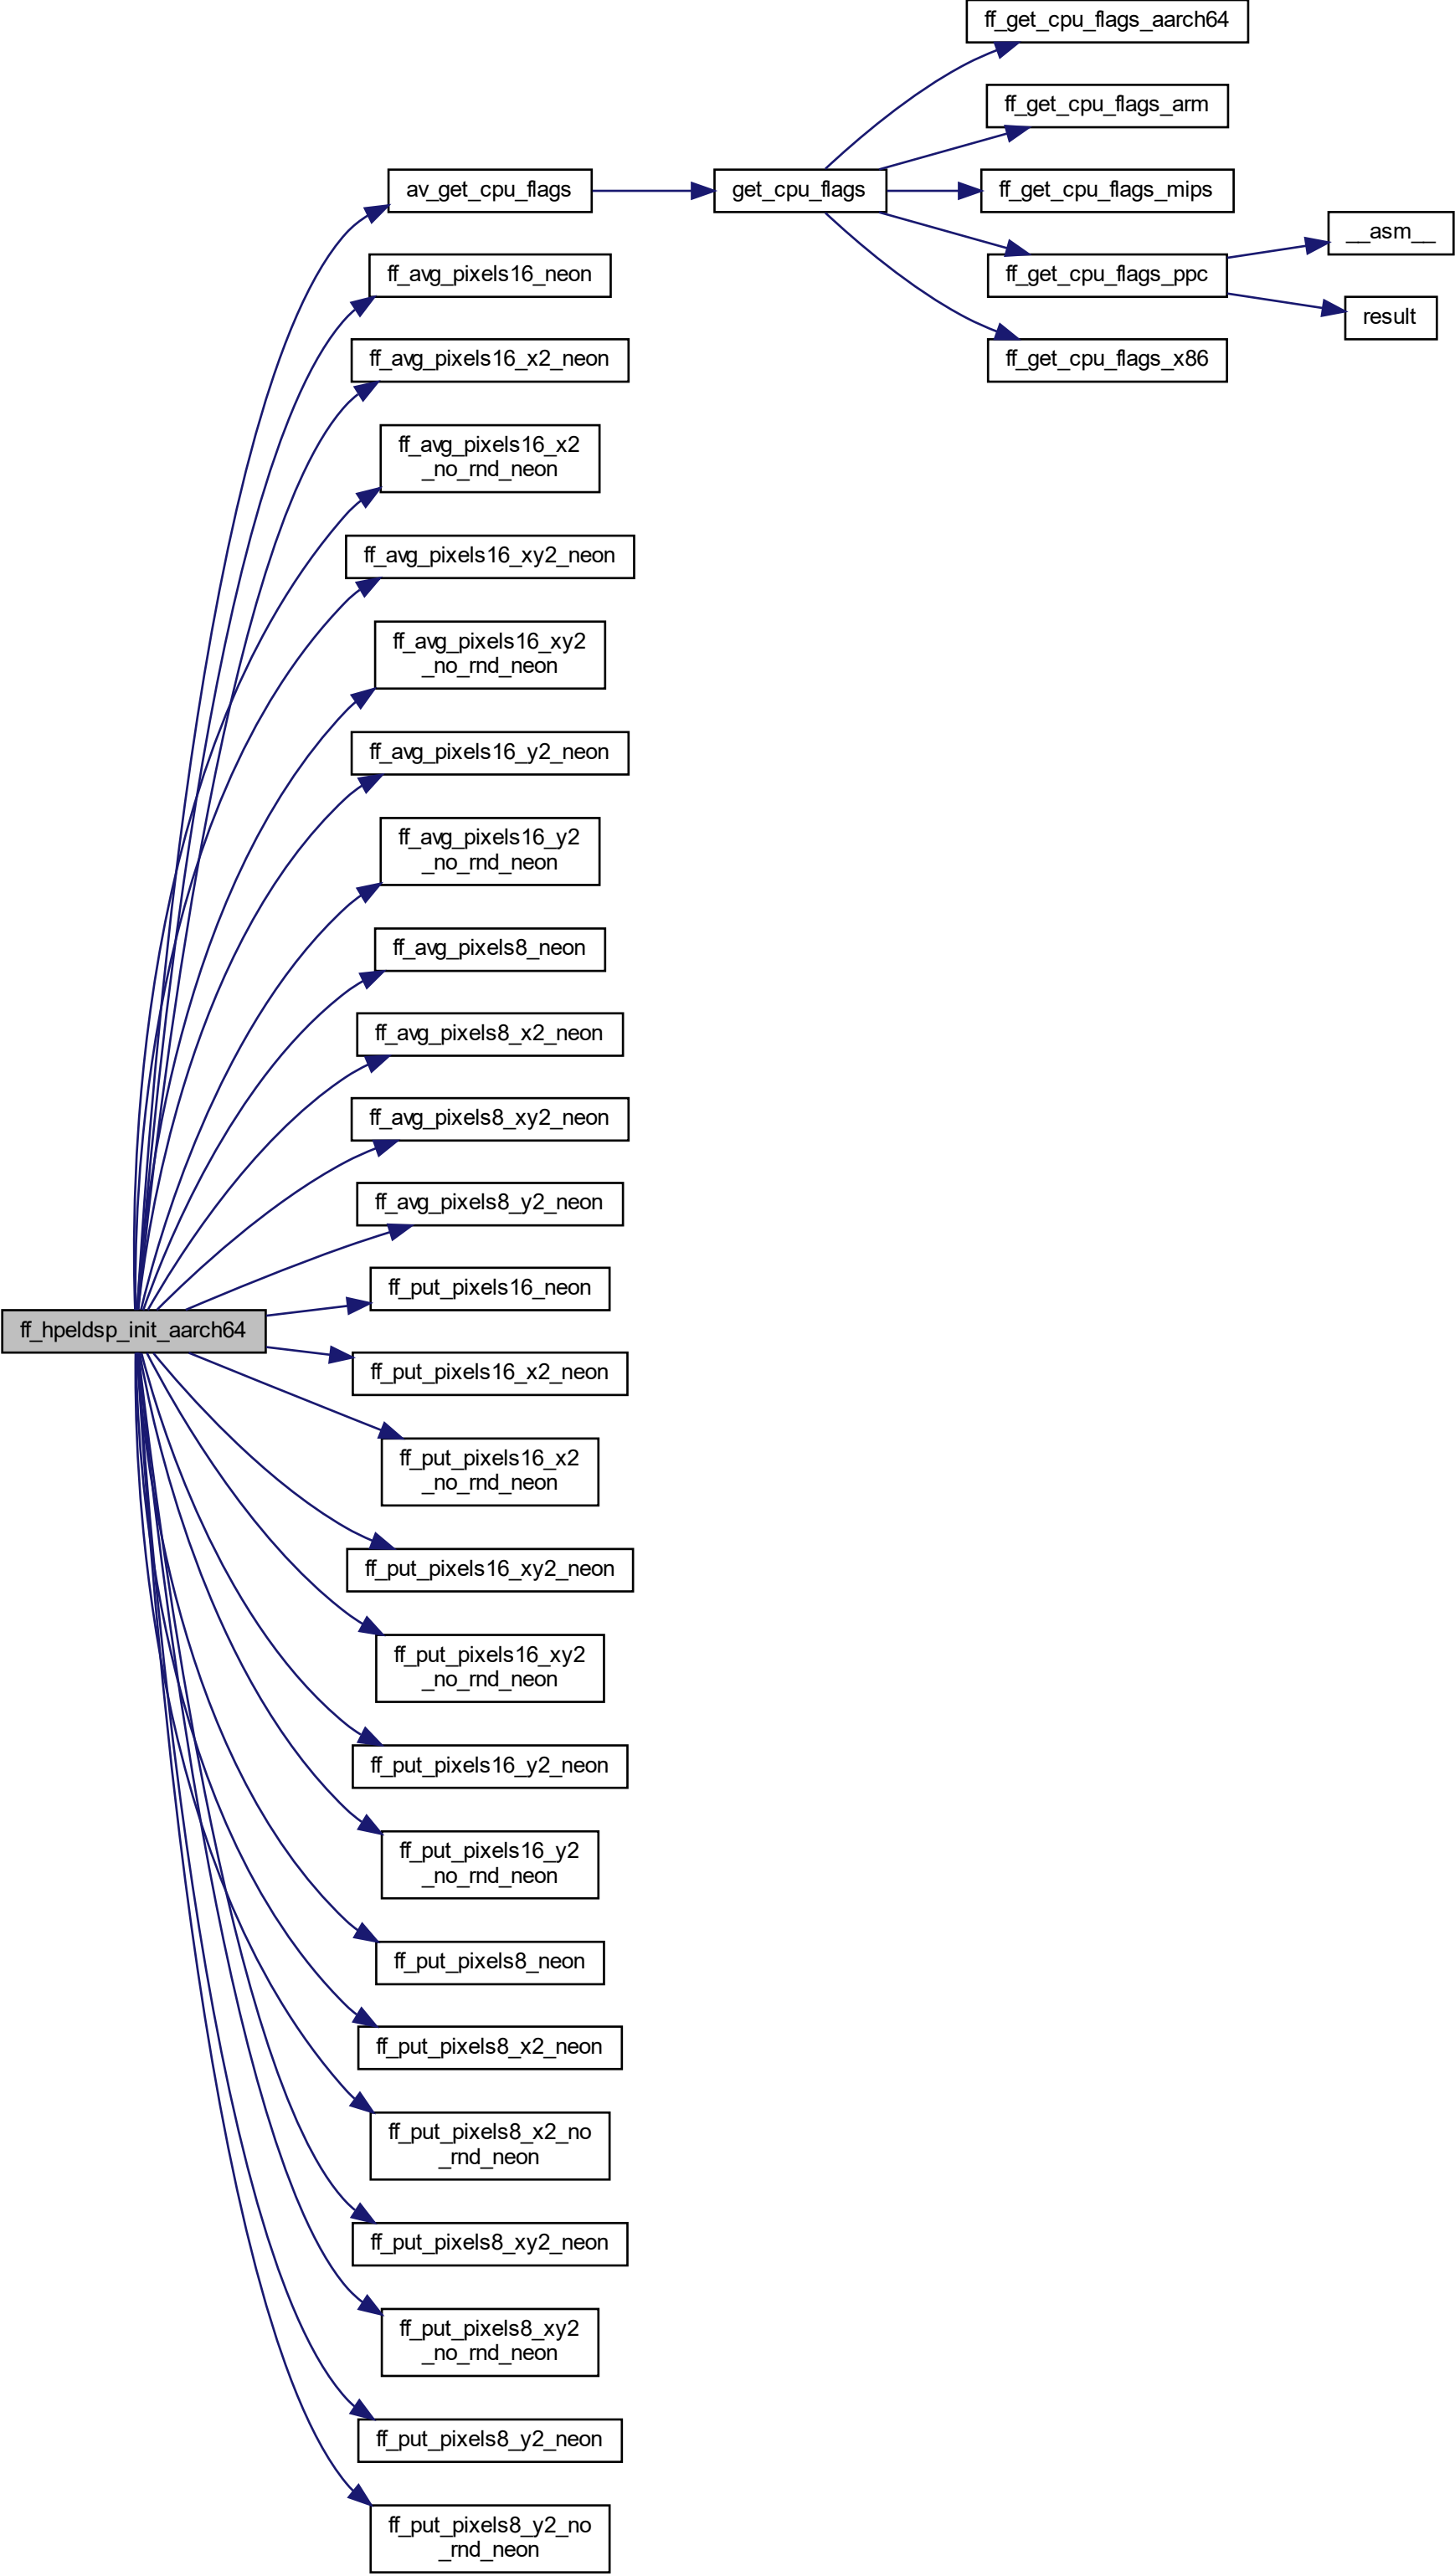 ff_get_cpu_flags_aarch64
ff_get_cpu_flags_arm
av_get_cpu_flags
get_cpu_flags
ff_get_cpu_flags_mips
__asm__
ff_avg_pixels16_neon
ff_get_cpu_flags_ppc
result
ff_avg_pixels16_x2_neon
ff_get_cpu_flags_x86
ff_avg_pixels16_x2
_no_rnd_neon
ff_avg_pixels16_xy2_neon
ff_avg_pixels16_xy2
_no_rnd_neon
ff_avg_pixels16_y2_neon
ff_avg_pixels16_y2
_no_rnd_neon
ff_avg_pixels8_neon
ff_avg_pixels8_x2_neon
ff_avg_pixels8_xy2_neon
ff_avg_pixels8_y2_neon
ff_put_pixels16_neon
ff_hpeldsp_init_aarch64
ff_put_pixels16_x2_neon
ff_put_pixels16_x2
_no_rnd_neon
ff_put_pixels16_xy2_neon
ff_put_pixels16_xy2
_no_rnd_neon
ff_put_pixels16_y2_neon
ff_put_pixels16_y2
_no_rnd_neon
ff_put_pixels8_neon
ff_put_pixels8_x2_neon
ff_put_pixels8_x2_no
_rnd_neon
ff_put_pixels8_xy2_neon
ff_put_pixels8_xy2
_no_rnd_neon
ff_put_pixels8_y2_neon
ff_put_pixels8_y2_no
_rnd_neon